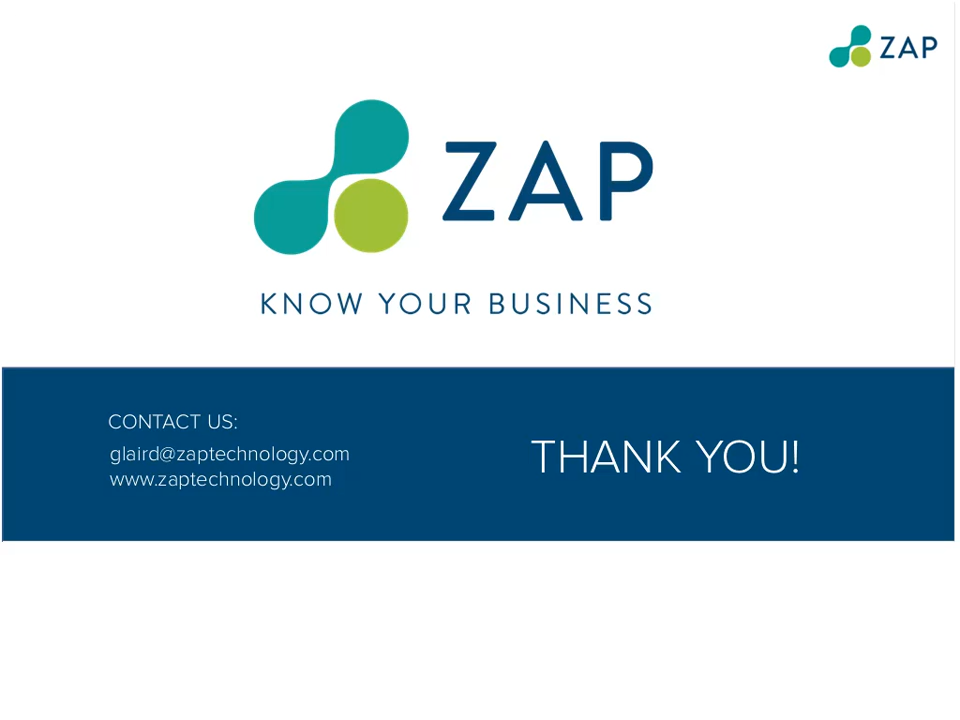 ZAP
ZAP
KNOW YOUR BUSINESS
CONTACT US:
glaird@zaptechnology.com
www.zaptechnology.com
THANK YOU!